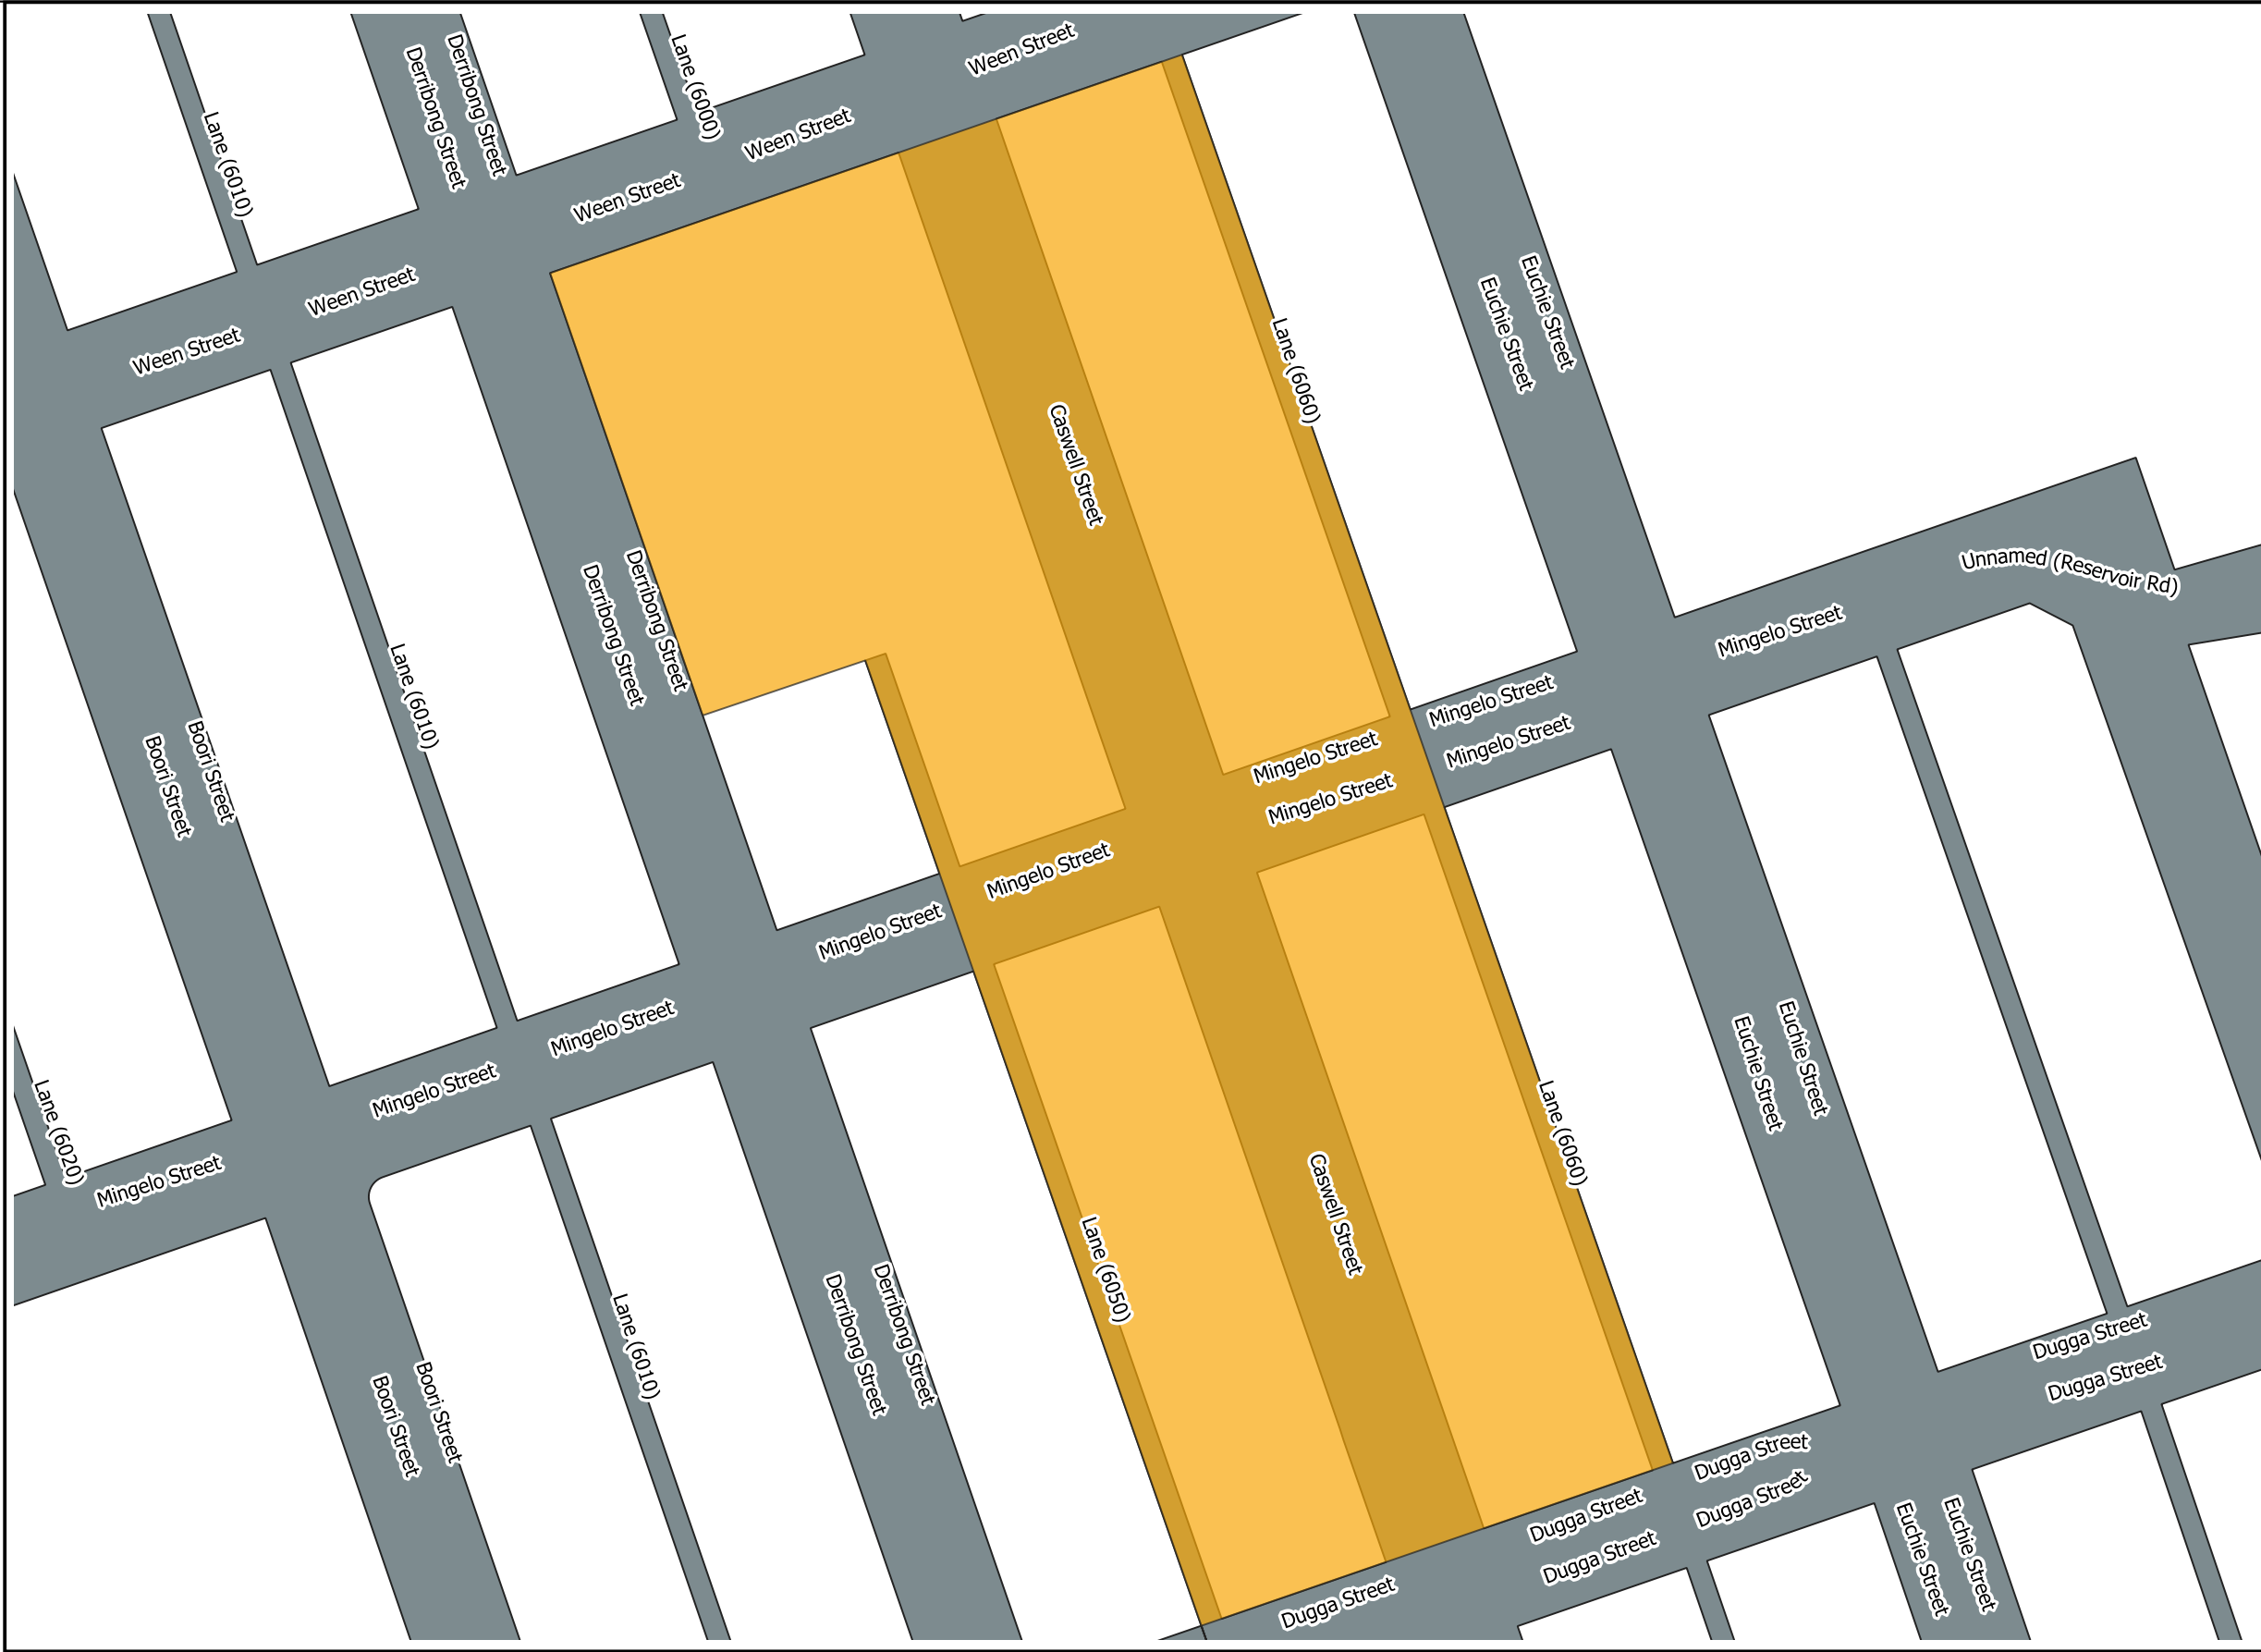 Ween Street
Derribong Street
Derribong Street
Lane (6000)
Lane (6010)
Ween Street
Ween Street
Ween Street
Ween Street
Euchie Street
Euchie Street
Lane (6060)
Caswell Street
Derribong Street
Derribong Street
Unnamed (Reservoir Rd)
Mingelo Street
Lane (6010)
Mingelo Street
Mingelo Street
Boori Street
Boori Street
Mingelo Street
Mingelo Street
Mingelo Street
Mingelo Street
Mingelo Street
Euchie Street
Euchie Street
Mingelo Street
Lane (6020)
Lane (6060)
Mingelo Street
Caswell Street
Lane (6050)
Derribong Street
Derribong Street
Lane (6010)
Dugga Street
Dugga Street
Boori Street
Boori Street
Dugga Street
Dugga Street
Dugga Street
Dugga Street
Euchie Street
Euchie Street
Dugga Street